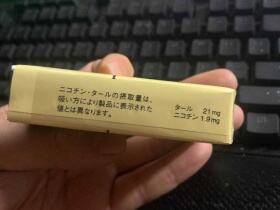 ニコチン・タールの摂取量は、
吸い方により製品に表示された
値とは異なります。
タール 21mg
ニコチン 1.9mg